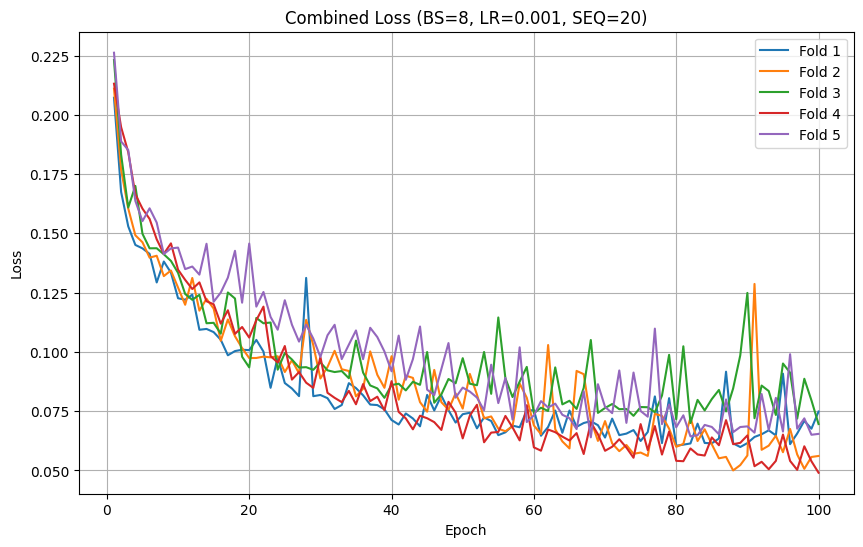 Combined Loss (BS=8, LR=0.001, SEQ=20)
Loss
0.225
0.200
0.175
0.150
0.125
0.100
0.075
0.050
Fold 1
Fold 2
Fold 3
Fold 4
Fold 5
0
20
40
60
80
100
Epoch